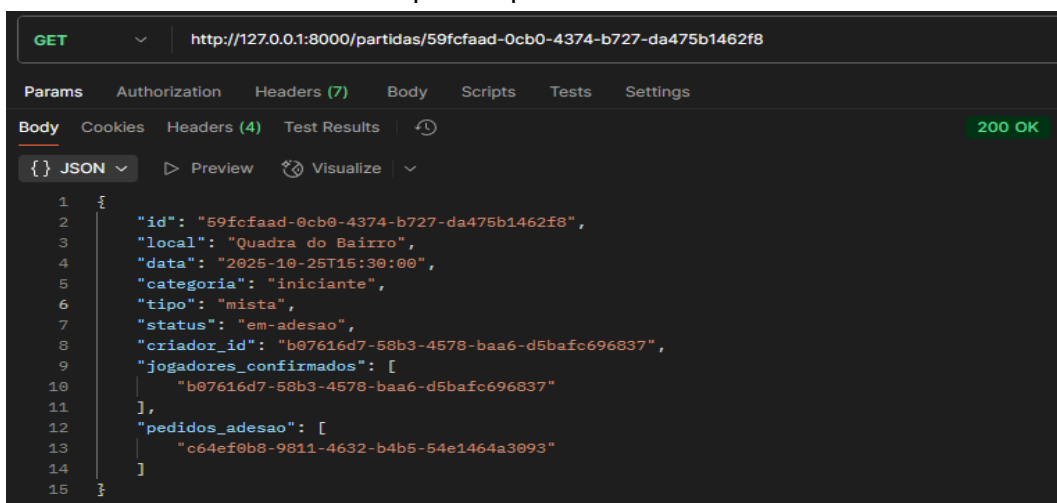 GET http://127.0.0.1:8000/partidas/59fcfaad-0cb0-4374-b727-da475b1462f8
Params Authorization Headers (7) Body Scripts Tests Settings
Body Cookies Headers (4) Test Results 200 OK
{} JSON Preview Visualize
1 {
2 "id": "59fcfaad-0cb0-4374-b727-da475b1462f8",
3 "local": "Quadra do Bairro",
4 "data": "2025-10-25T15:30:00",
5 "categoria": "iniciante",
6 "tipo": "mista",
7 "status": "em-adesao",
8 "criador_id": "b07616d7-58b3-4578-baa6-d5bafc696837",
9 "jogadores_confirmados": [
10 "b07616d7-58b3-4578-baa6-d5bafc696837"
11 ],
12 "pedidos_adesao": [
13 "c64ef0b8-9811-4632-b4b5-54e1464a3093"
14 ]
15 }